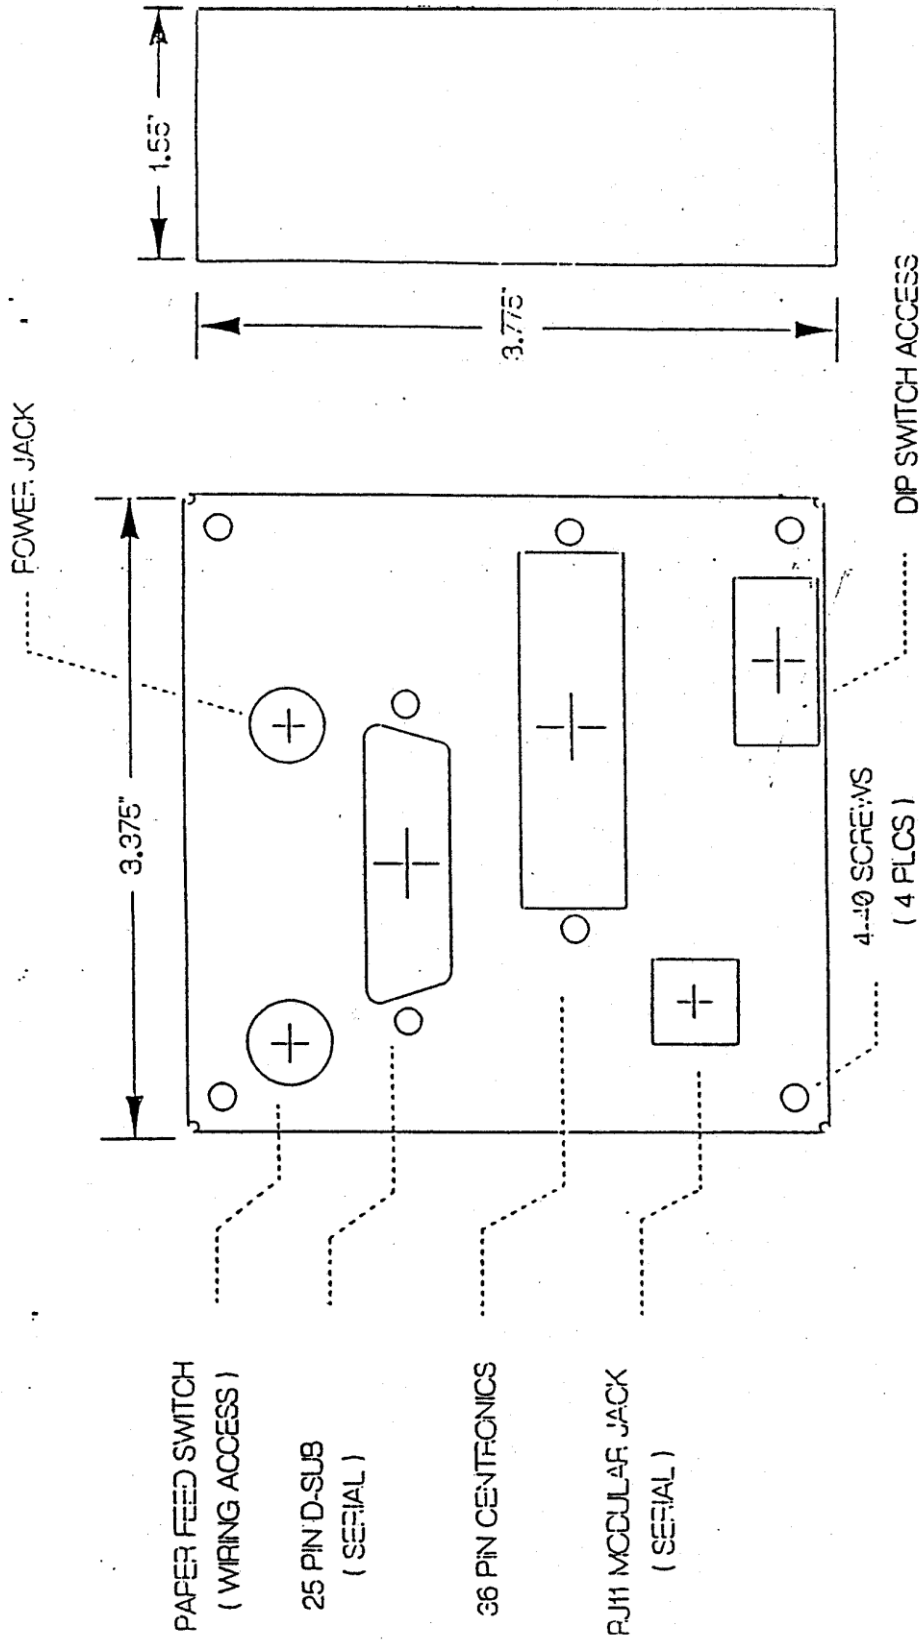 POWER JACK
3.375"
1.55"
3.775"
PAPER FEED SWITCH
( WIRING ACCESS )
25 PIN D-SUB
( SERIAL )
36 PIN CENTRONICS
RJ11 MODULAR JACK
( SERIAL )
4-40 SCREWS
( 4 PLCS )
DIP SWITCH ACCESS